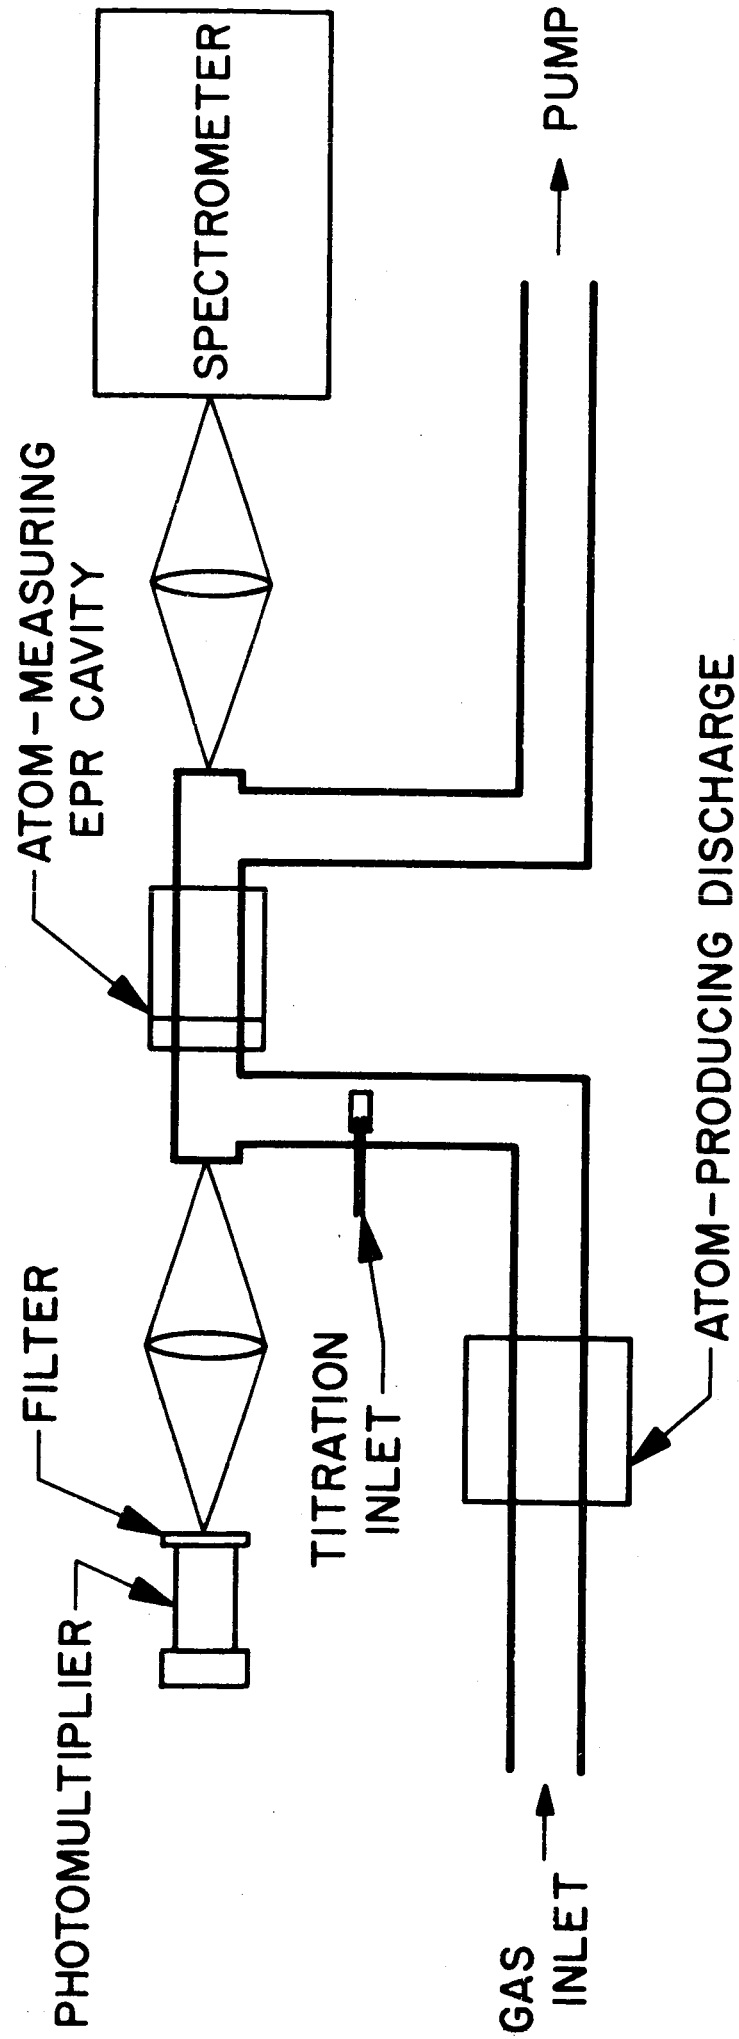 PHOTOMULTIPLIER
FILTER
ATOM-MEASURING
EPR CAVITY
SPECTROMETER
TITRATION
INLET
GAS
INLET
PUMP
ATOM-PRODUCING DISCHARGE